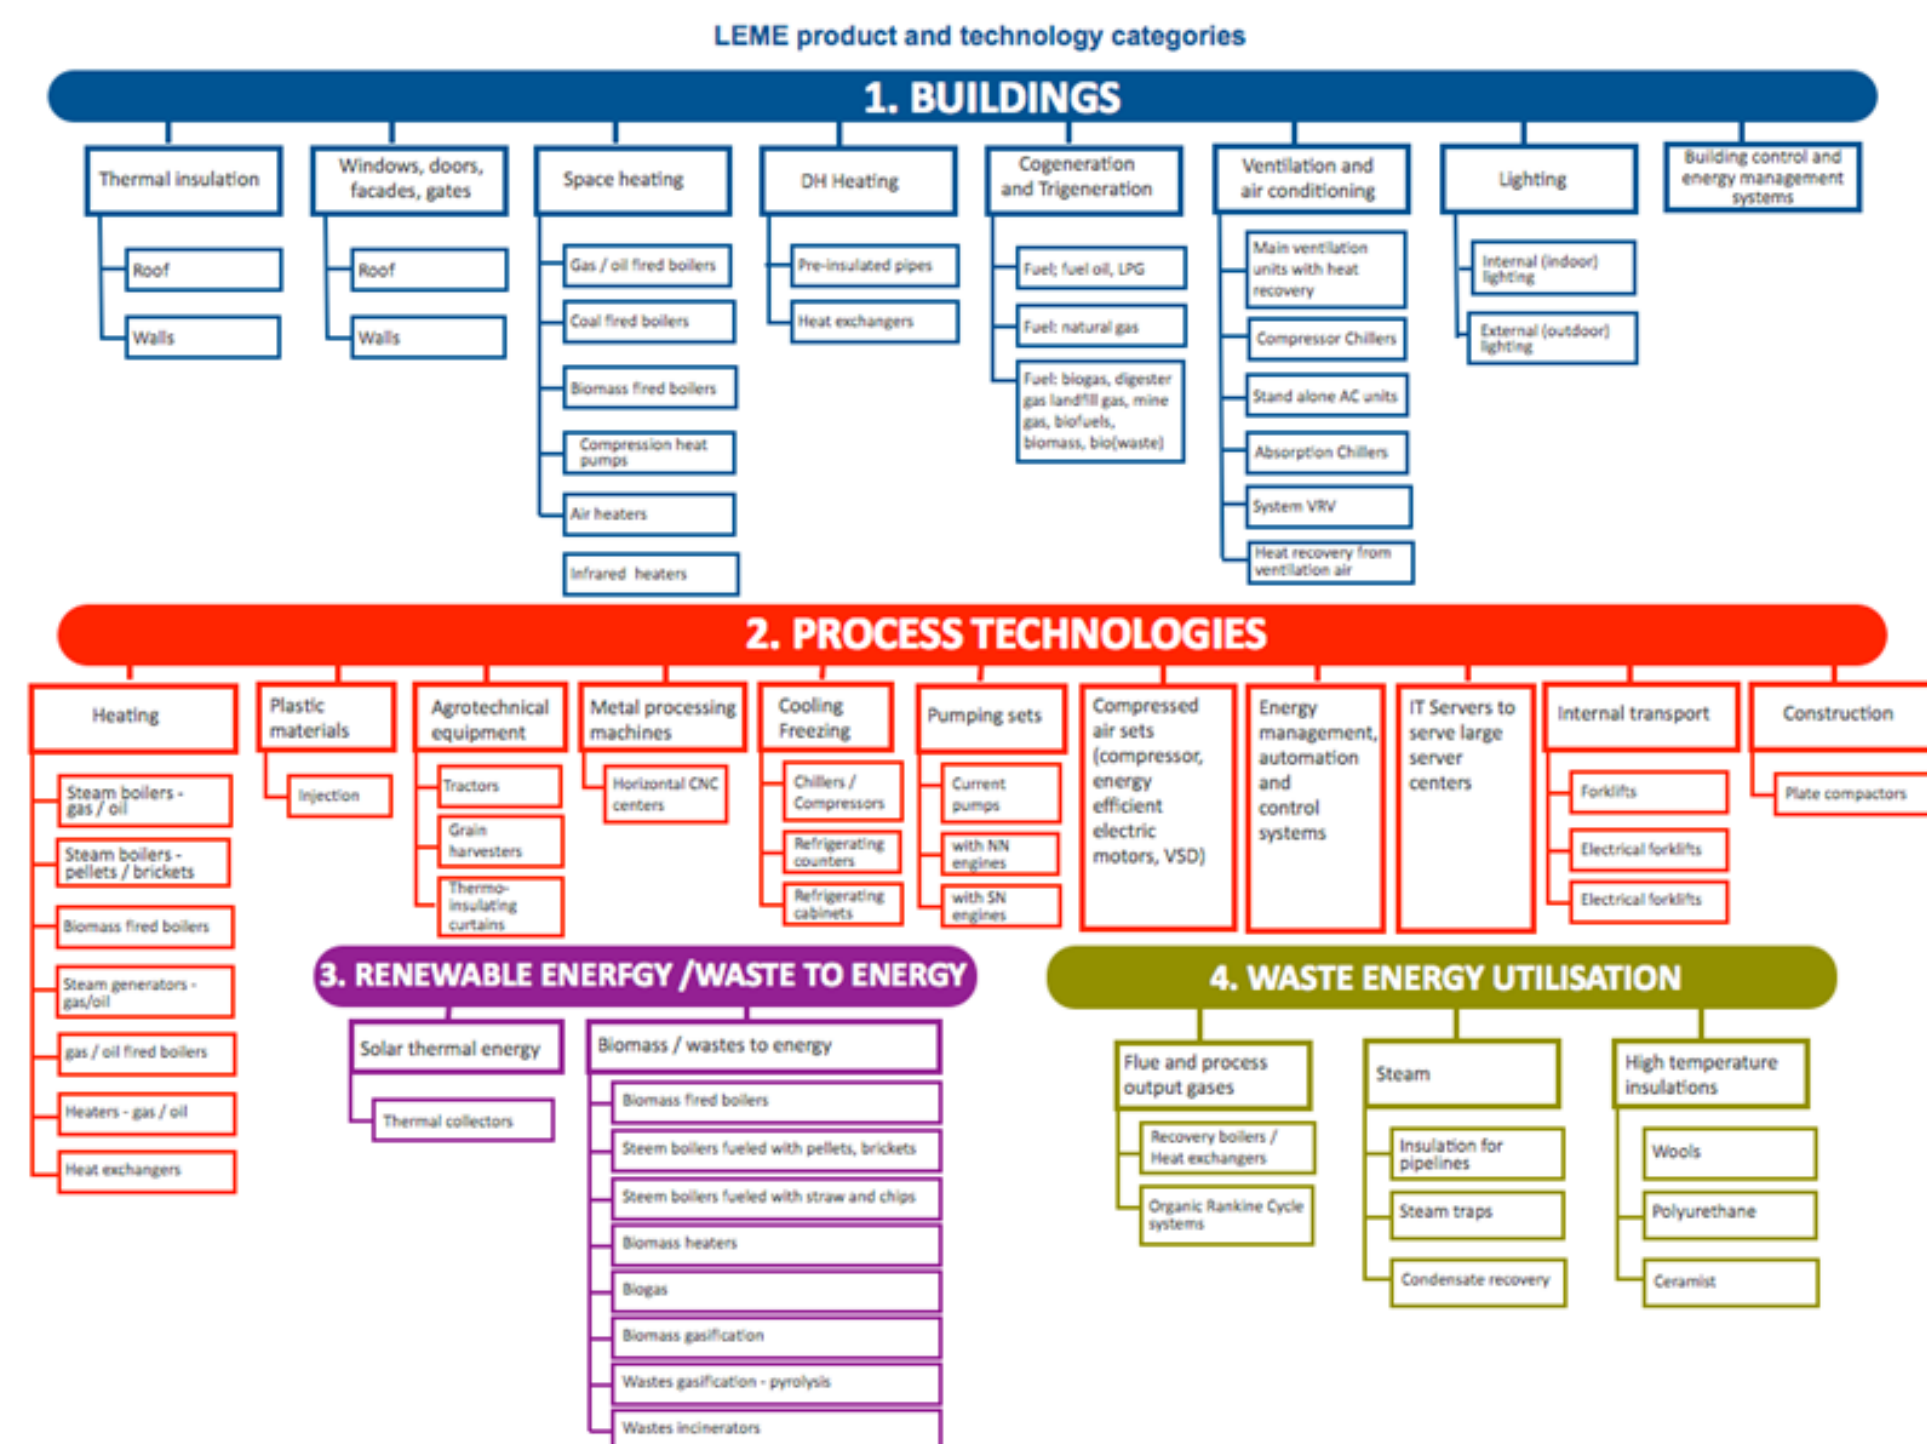 LEME product and technology categories
1. BUILDINGS
Thermal insulation
Roof
Walls
Windows, doors,
facades, gates
Roof
Walls
Space heating
Gas / oil fired boilers
Coal fired boilers
Biomass fired boilers
Compression heat
pumps
Air heaters
Infrared heaters
DH Heating
Pre-insulated pipes
Heat exchangers
Cogeneration
and Trigeneration
Fuel; fuel oil, LPG
Fuel: natural gas
Fuel: biogas, digester
gas landfill gas, mine
gas, biofuels,
biomass, bio(waste)
Ventilation and
air conditioning
Main ventilation
units with heat
recovery
Compressor Chillers
Stand alone AC units
Absorption Chillers
System VRV
Heat recovery from
ventilation air
Lighting
Internal (indoor)
lighting
External (outdoor)
lighting
Building control and
energy management
systems
2. PROCESS TECHNOLOGIES
Heating
Steam boilers -
gas / oil
Steam boilers -
pellets / brickets
Biomass fired boilers
Steam generators -
gas/oil
gas / oil fired boilers
Heaters - gas / oil
Heat exchangers
Plastic
materials
Injection
Agrotechnical
equipment
Tractors
Grain
harvesters
Thermo-
insulating
curtains
Metal processing
machines
Horizontal CNC
centers
Cooling
Freezing
Chillers /
Compressors
Refrigerating
counters
Refrigerating
cabinets
Pumping sets
Current
pumps
with NN
engines
with SN
engines
Compressed
air sets
(compressor,
energy
efficient
electric
motors, VSD)
Energy
management,
automation
and
control
systems
IT Servers to
serve large
server
centers
Internal transport
Forklifts
Electrical forklifts
Electrical forklifts
Construction
Plate compactors
3. RENEWABLE ENERFGY /WASTE TO ENERGY
Solar thermal energy
Thermal collectors
Biomass / wastes to energy
Biomass fired boilers
Steem boilers fueled with pellets, brickets
Steem boilers fueled with straw and chips
Biomass heaters
Biogas
Biomass gasification
Wastes gasification - pyrolysis
Wastes incinerators
4. WASTE ENERGY UTILISATION
Flue and process
output gases
Recovery boilers /
Heat exchangers
Organic Rankine Cycle
systems
Steam
Insulation for
pipelines
Steam traps
Condensate recovery
High temperature
insulations
Wools
Polyurethane
Ceramist